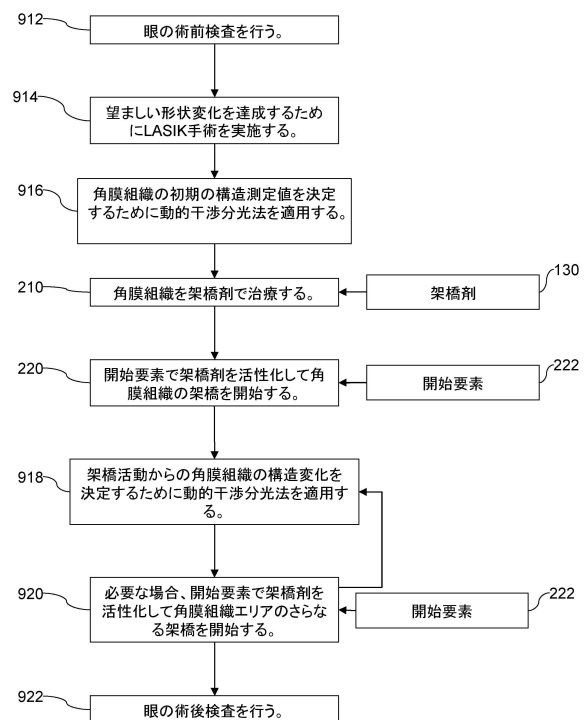 912
眼の術前検査を行う。
914
望ましい形状変化を達成するため
にLASIK手術を実施する。
916
角膜組織の初期の構造測定値を決定
するために動的干渉分光法を適用する。
210
角膜組織を架橋剤で治療する。
架橋剤
130
220
開始要素で架橋剤を活性化して角
膜組織の架橋を開始する。
開始要素
222
918
架橋活動からの角膜組織の構造変化を
決定するために動的干渉分光法を適用す
る。
920
必要な場合、開始要素で架橋剤を
活性化して角膜組織エリアのさらな
る架橋を開始する。
開始要素
222
922
眼の術後検査を行う。